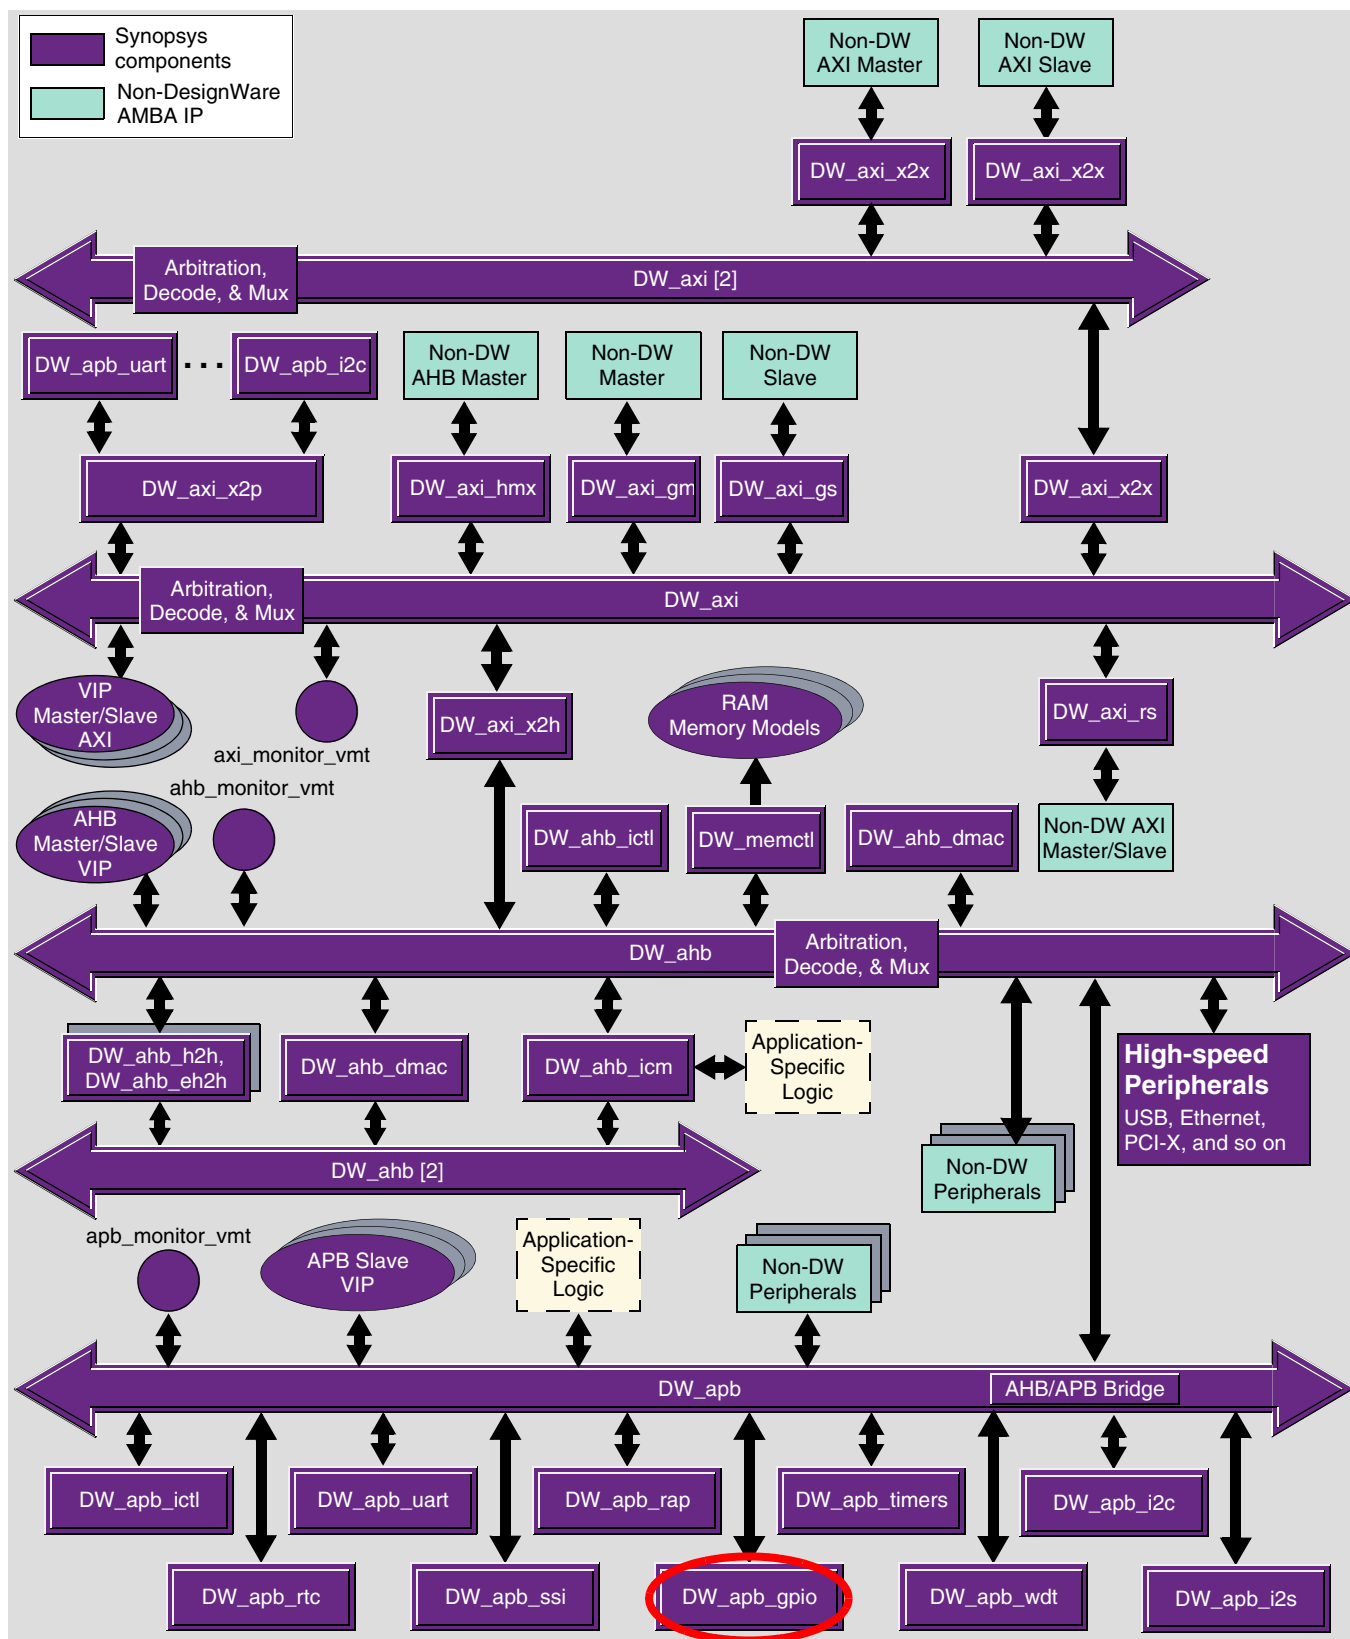 Synopsys
components
Non-DesignWare
AMBA IP
Non-DW
AXI Master
Non-DW
AXI Slave
DW_axi_x2x
DW_axi_x2x
Arbitration,
Decode, & Mux
DW_axi [2]
DW_apb_uart
...
DW_apb_i2c
Non-DW
AHB Master
Non-DW
Master
Non-DW
Slave
DW_axi_x2p
DW_axi_hmx
DW_axi_gm
DW_axi_gs
DW_axi_x2x
Arbitration,
Decode, & Mux
DW_axi
VIP
Master/Slave
AXI
axi_monitor_vmt
DW_axi_x2h
RAM
Memory Models
DW_axi_rs
ahb_monitor_vmt
AHB
Master/Slave
VIP
DW_ahb_ictl
DW_memctl
DW_ahb_dmac
Non-DW AXI
Master/Slave
DW_ahb
Arbitration,
Decode, & Mux
DW_ahb_h2h,
DW_ahb_eh2h
DW_ahb_dmac
DW_ahb_icm
Application-
Specific
Logic
High-speed
Peripherals
USB, Ethernet,
PCI-X, and so on
DW_ahb [2]
Non-DW
Peripherals
apb_monitor_vmt
APB Slave
VIP
Application-
Specific
Logic
Non-DW
Peripherals
DW_apb
AHB/APB Bridge
DW_apb_ictl
DW_apb_uart
DW_apb_rap
DW_apb_timers
DW_apb_i2c
DW_apb_rtc
DW_apb_ssi
DW_apb_gpio
DW_apb_wdt
DW_apb_i2s